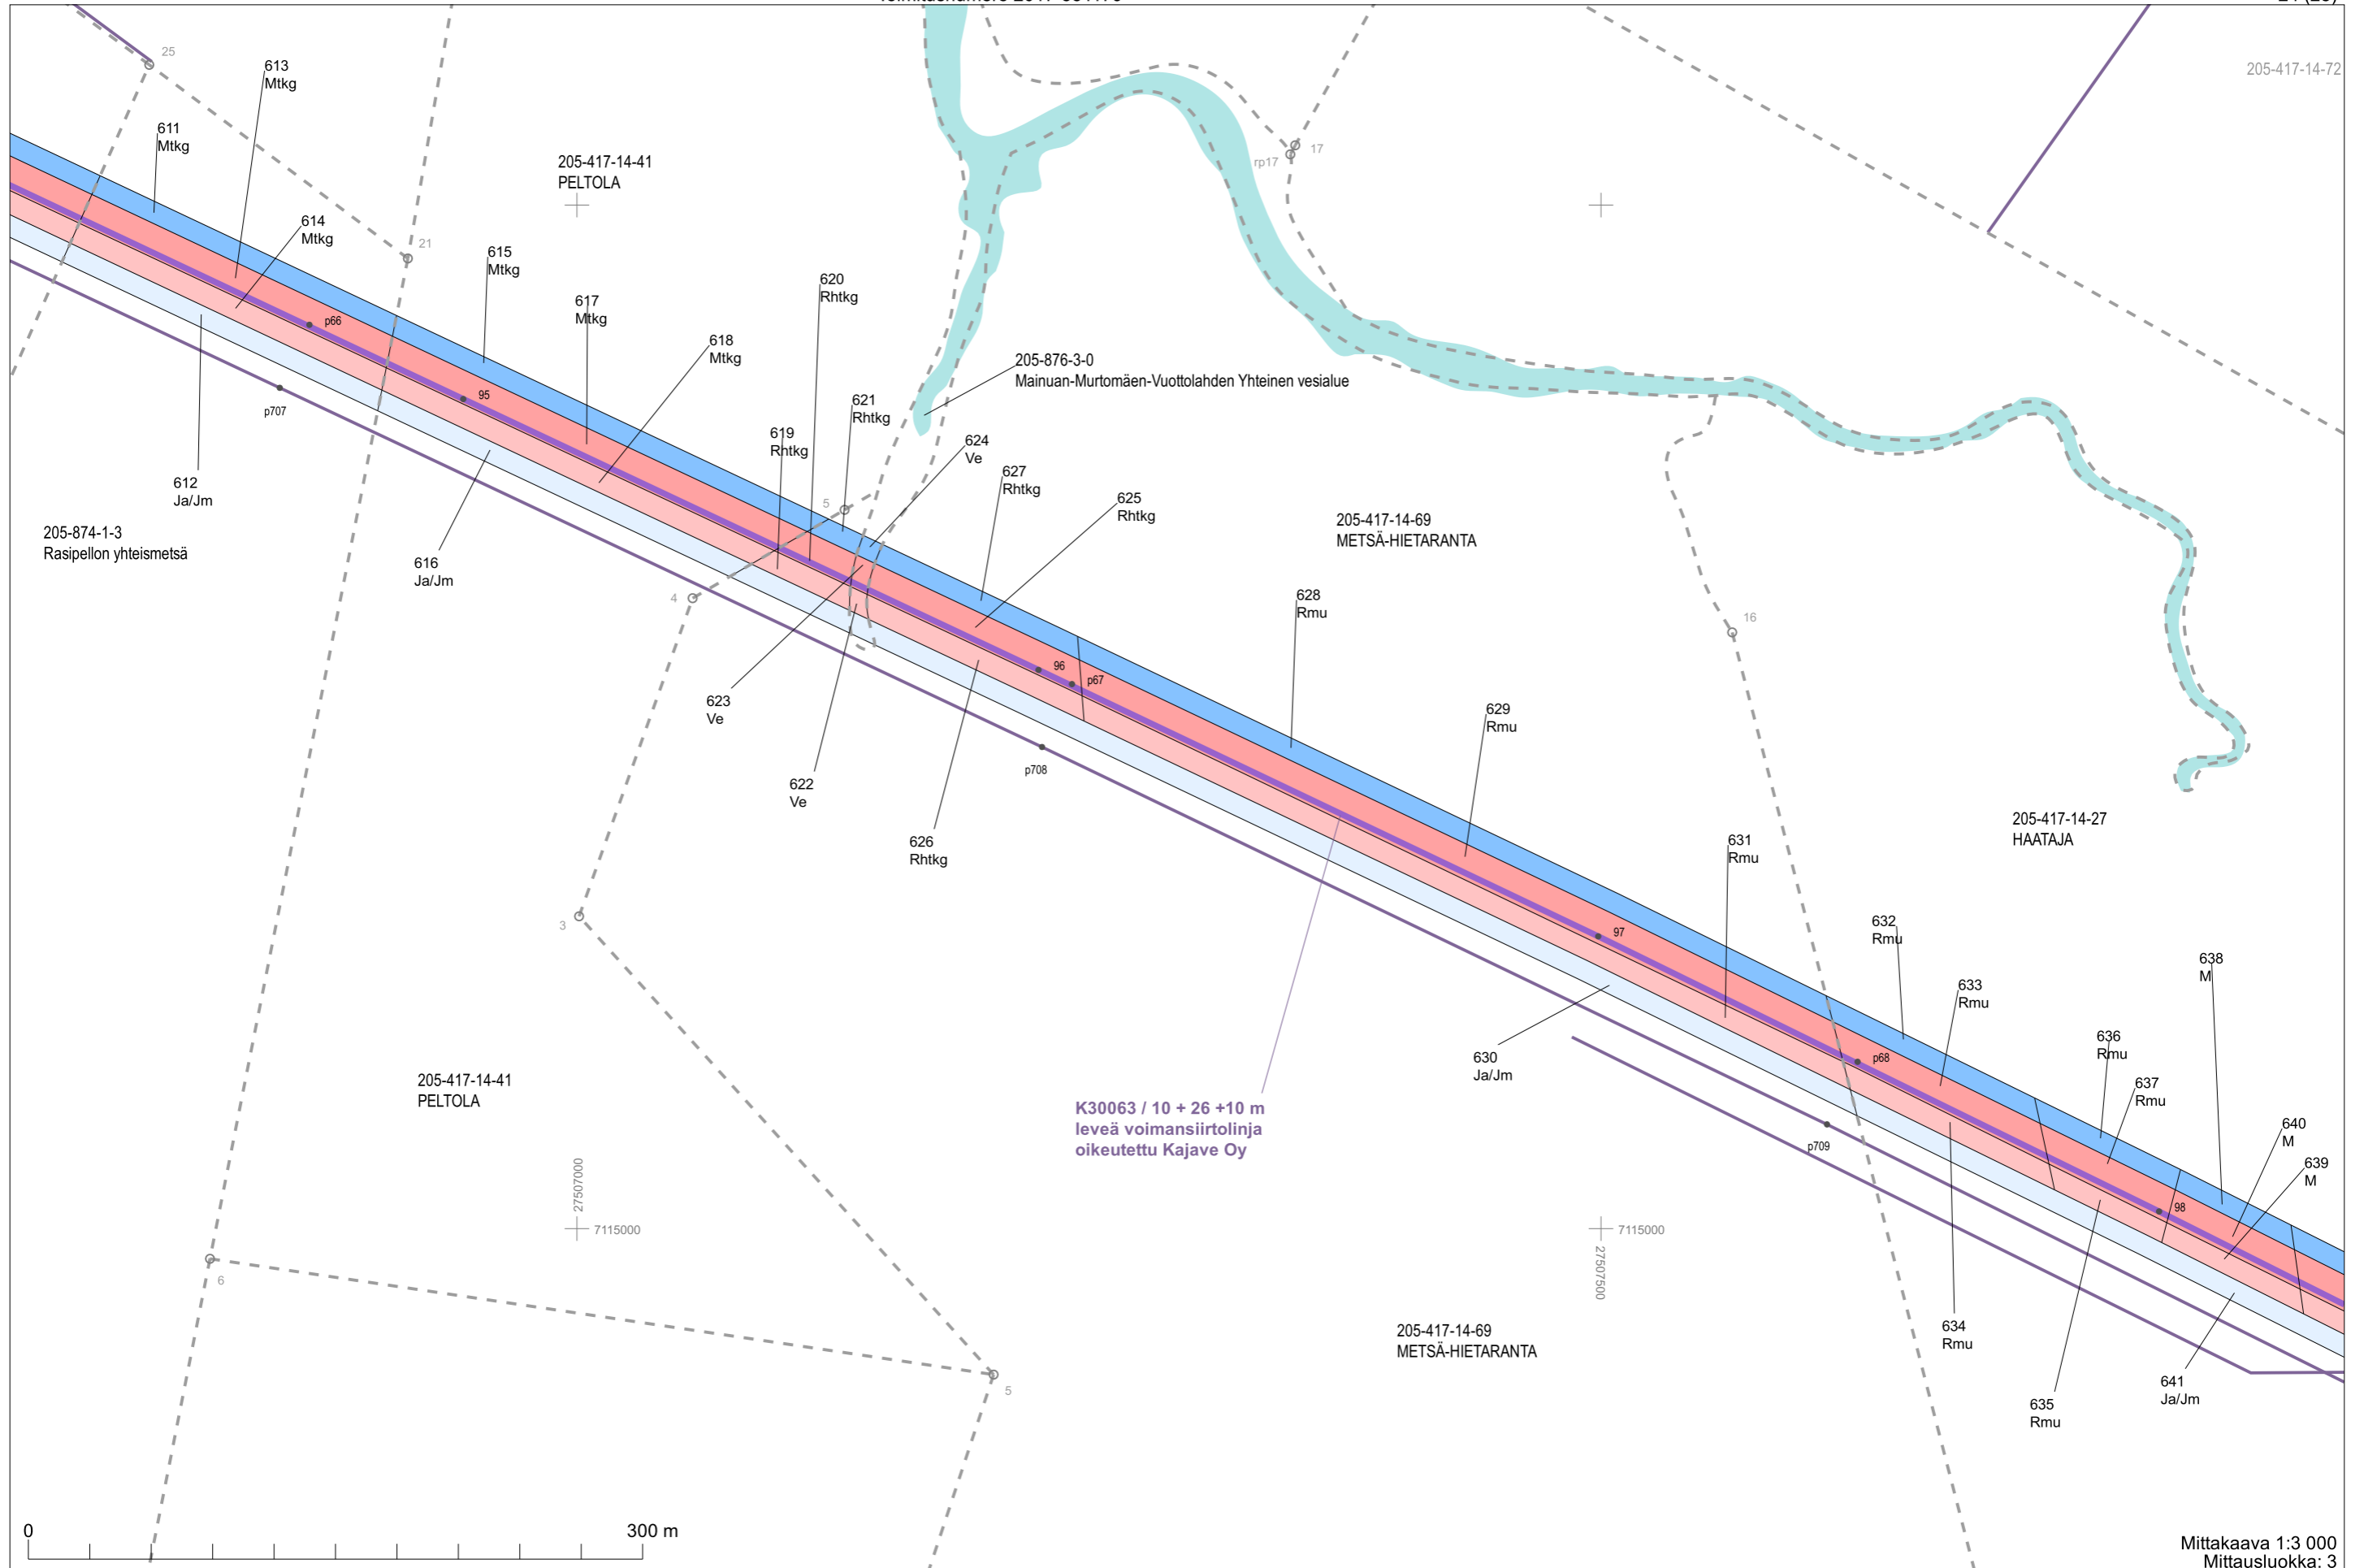 205-417-14-72
25
613
Mtkg
611
Mtkg
205-417-14-41
PELTOLA
rp17
17
614
Mtkg
21
615
Mtkg
620
Rhtkg
617
Mtkg
p66
618
Mtkg
205-876-3-0
Mainuan-Murtomäen-Vuottolahden Yhteinen vesialue
95
p707
621
Rhtkg
619
Rhtkg
624
Ve
627
Rhtkg
625
Rhtkg
612
Ja/Jm
5
205-417-14-69
METSÄ-HIETARANTA
205-874-1-3
Rasipellon yhteismetsä
616
Ja/Jm
4
628
Rmu
16
96
p67
623
Ve
629
Rmu
p708
622
Ve
626
Rhtkg
205-417-14-27
HAATAJA
631
Rmu
3
97
632
Rmu
638
M
633
Rmu
636
Rmu
p68
630
Ja/Jm
637
Rmu
205-417-14-41
PELTOLA
K30063 / 10 + 26 +10 m
leveä voimansiirtolinja
oikeutettu Kajave Oy
p709
640
M
639
M
98
27507000
7115000
7115000
27507500
6
205-417-14-69
METSÄ-HIETARANTA
634
Rmu
5
641
Ja/Jm
635
Rmu
0
300 m
Mittakaava 1:3 000
Mittausluokka: 3